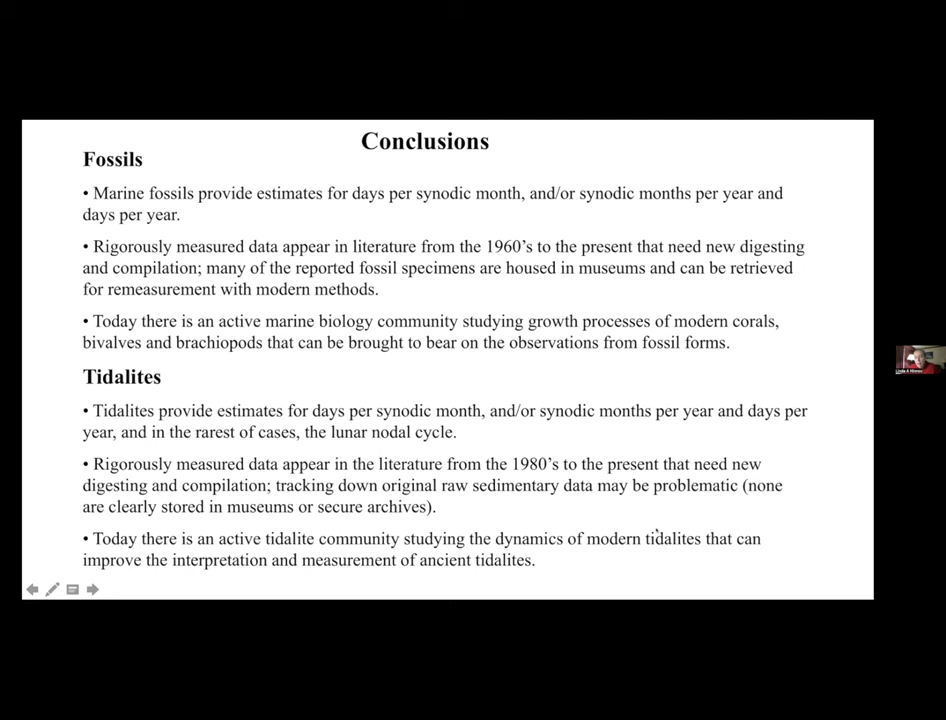 Conclusions
Fossils
• Marine fossils provide estimates for days per synodic month, and/or synodic months per year and
days per year.
• Rigorously measured data appear in literature from the 1960’s to the present that need new digesting
and compilation; many of the reported fossil specimens are housed in museums and can be retrieved
for remeasurement with modern methods.
• Today there is an active marine biology community studying growth processes of modern corals,
bivalves and brachiopods that can be brought to bear on the observations from fossil forms.
Tidalites
• Tidalites provide estimates for days per synodic month, and/or synodic months per year and days per
year, and in the rarest of cases, the lunar nodal cycle.
• Rigorously measured data appear in the literature from the 1980’s to the present that need new
digesting and compilation; tracking down original raw sedimentary data may be problematic (none
are clearly stored in museums or secure archives).
• Today there is an active tidalite community studying the dynamics of modern tidalites that can
improve the interpretation and measurement of ancient tidalites.
Linda A